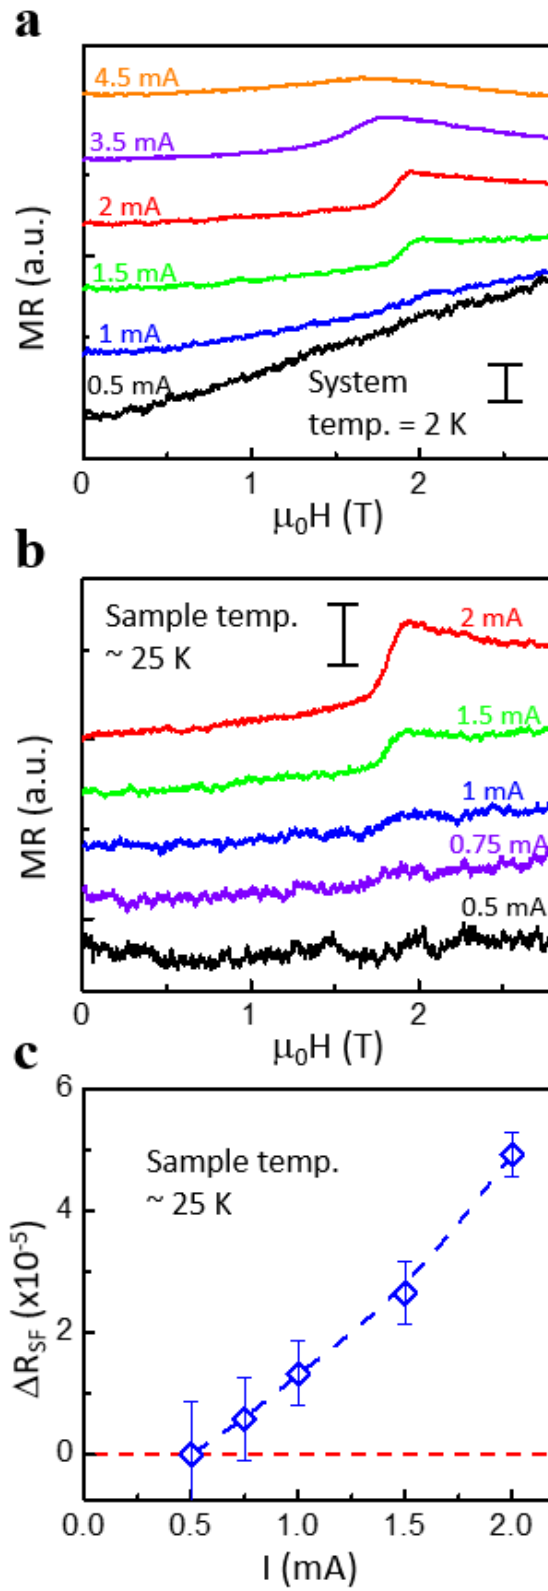 a
4.5 mA
3.5 mA
2 mA
1.5 mA
1 mA
0.5 mA
System
temp. = 2 K
MR (a.u.)
0 1 2
μ₀H (T)
b
Sample temp.
~ 25 K
2 mA
1.5 mA
1 mA
0.75 mA
0.5 mA
MR (a.u.)
0 1 2
μ₀H (T)
c
6
Sample temp.
~ 25 K
4
2
0
ΔR_SF (x10⁻⁵)
0.0 0.5 1.0 1.5 2.0
I (mA)